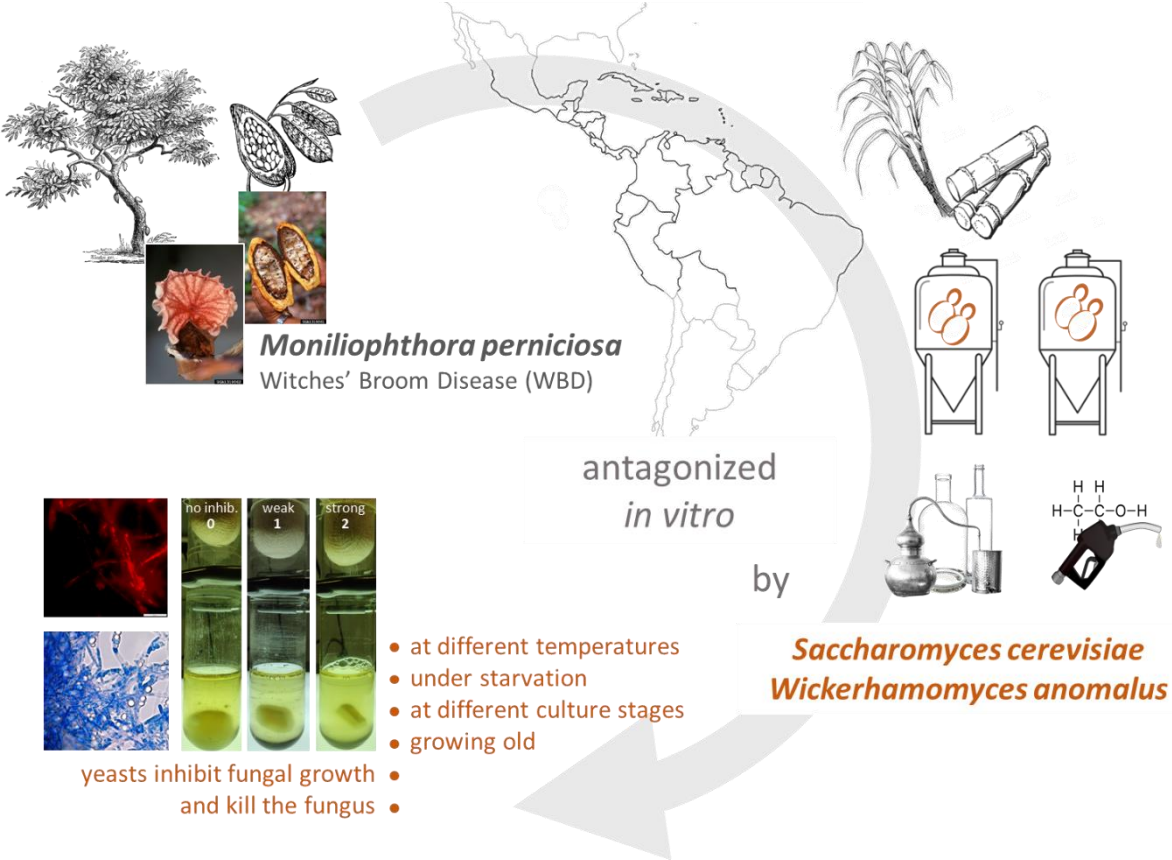 Moniliophthora perniciosa
Witches’ Broom Disease (WBD)
antagonized
in vitro
by
H H
H-C-C-O-H
H
Saccharomyces cerevisiae
Wickerhamomyces anomalus
no inhib. weak strong
0 1 2
• at different temperatures
• under starvation
• at different culture stages
• growing old
yeasts inhibit fungal growth •
and kill the fungus •